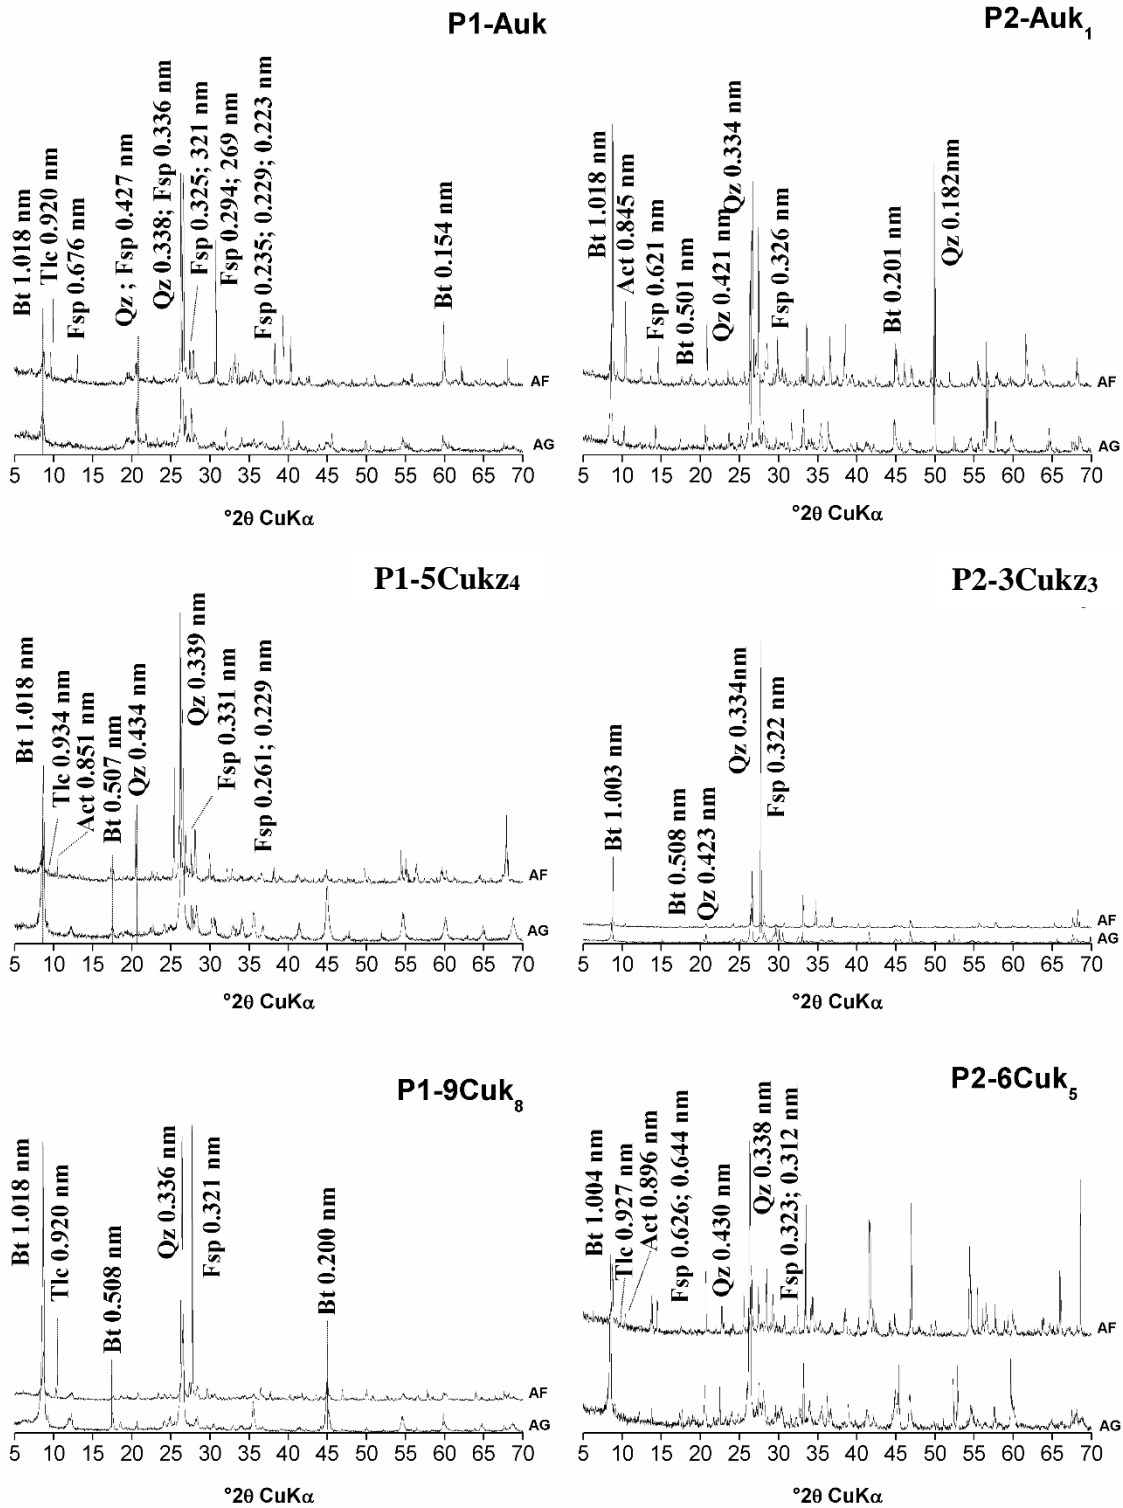 P1-Auk
Bt 1.018 nm
Tlc 0.920 nm
Fsp 0.676 nm
Qz ; Fsp 0.427 nm
Qz 0.338; Fsp 0.336 nm
Fsp 0.325; 321 nm
Fsp 0.294; 269 nm
Fsp 0.235; 0.229; 0.223 nm
Bt 0.154 nm
AF
AG
5 10 15 20 25 30 35 40 45 50 55 60 65 70
°2θ CuKα
P2-Auk₁
Bt 1.018 nm
Act 0.845 nm
Fsp 0.621 nm
Bt 0.501 nm
Qz 0.421 nm
Qz 0.334 nm
Fsp 0.326 nm
Bt 0.201 nm
Qz 0.182nm
AF
AG
5 10 15 20 25 30 35 40 45 50 55 60 65 70
°2θ CuKα
P1-5Cukz₄
Bt 1.018 nm
Tlc 0.934 nm
Act 0.851 nm
Bt 0.507 nm
Qz 0.434 nm
Qz 0.339 nm
Fsp 0.331 nm
Fsp 0.261; 0.229 nm
AF
AG
5 10 15 20 25 30 35 40 45 50 55 60 65 70
°2θ CuKα
P2-3Cukz₃
Bt 1.003 nm
Bt 0.508 nm
Qz 0.423 nm
Qz 0.334nm
Fsp 0.322 nm
AF
AG
5 10 15 20 25 30 35 40 45 50 55 60 65 70
°2θ CuKα
P1-9Cuk₈
Bt 1.018 nm
Tlc 0.920 nm
Bt 0.508 nm
Qz 0.336 nm
Fsp 0.321 nm
Bt 0.200 nm
AF
AG
5 10 15 20 25 30 35 40 45 50 55 60 65 70
°2θ CuKα
P2-6Cuk₅
Bt 1.004 nm
Tlc 0.927 nm
Act 0.896 nm
Fsp 0.626; 0.644 nm
Qz 0.430 nm
Qz 0.338 nm
Fsp 0.323; 0.312 nm
AF
AG
5 10 15 20 25 30 35 40 45 50 55 60 65 70
°2θ CuKα